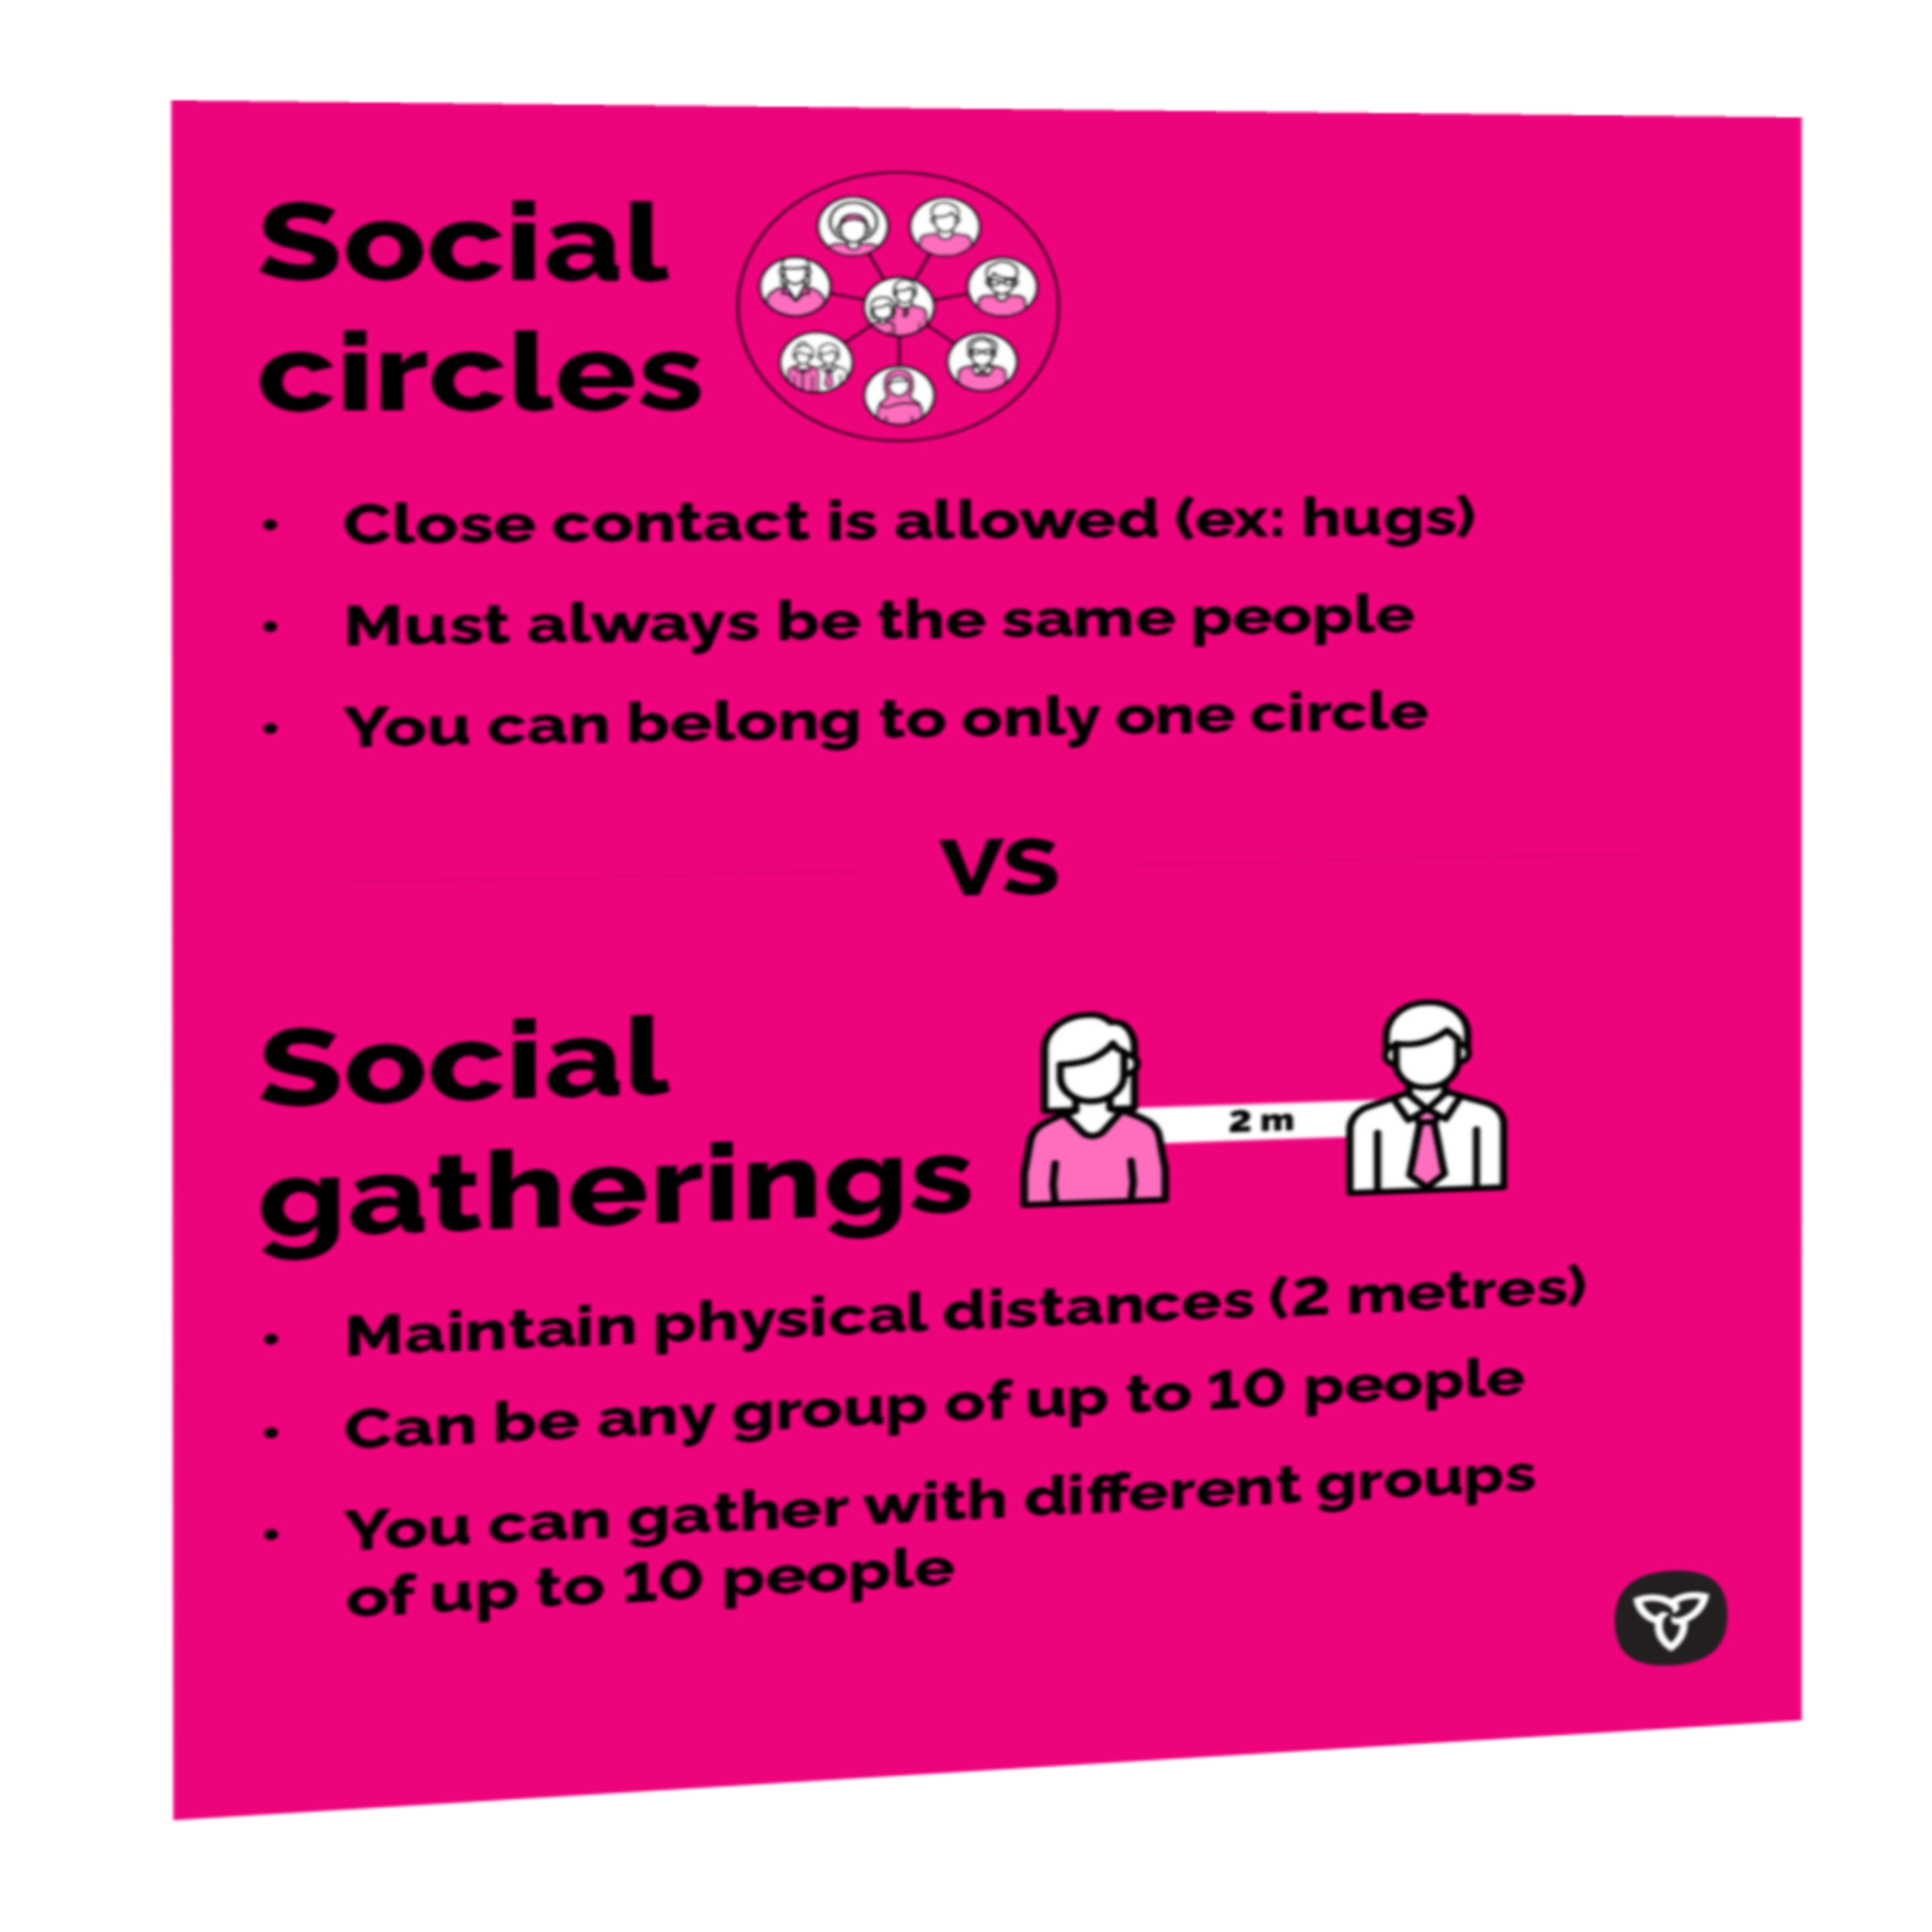 Social
circles
• Close contact is allowed (ex: hugs)
• Must always be the same people
• You can belong to only one circle
VS
Social
gatherings
2 m
• Maintain physical distances (2 metres)
• Can be any group of up to 10 people
• You can gather with different groups
of up to 10 people